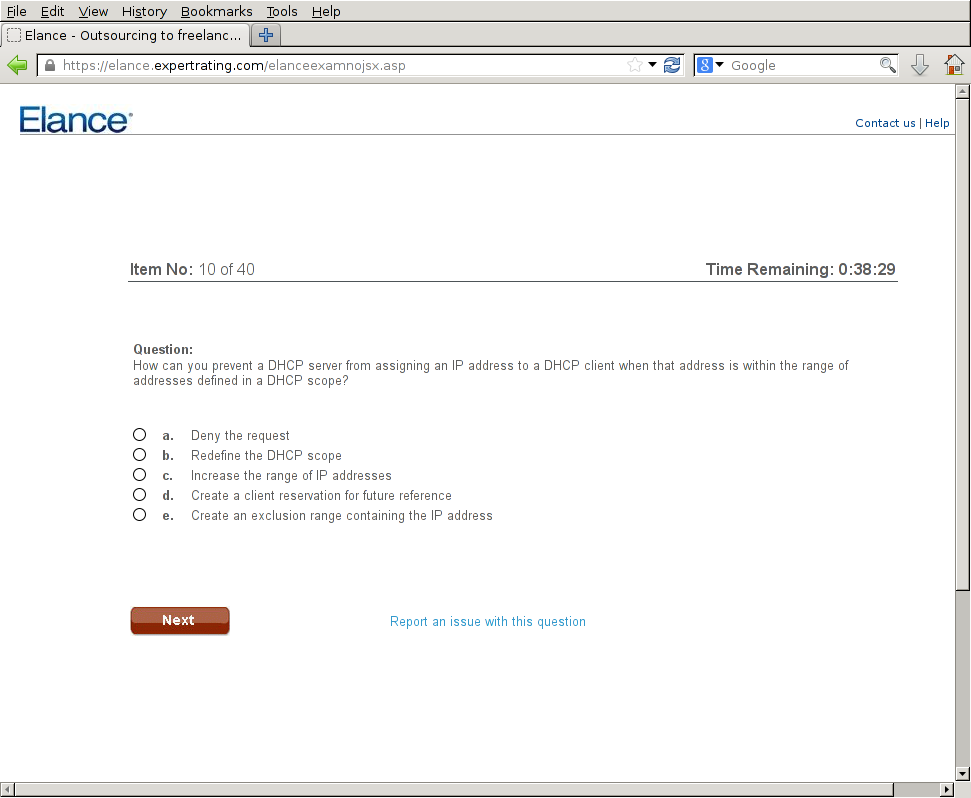 File Edit View History Bookmarks Tools Help
Elance - Outsourcing to freelanc...
https://elance.expertrating.com/elanceexamnojsx.asp
8 Google
Elance
Contact us | Help
Item No: 10 of 40
Time Remaining: 0:38:29
Question:
How can you prevent a DHCP server from assigning an IP address to a DHCP client when that address is within the range of
addresses defined in a DHCP scope?
a. Deny the request
b. Redefine the DHCP scope
c. Increase the range of IP addresses
d. Create a client reservation for future reference
e. Create an exclusion range containing the IP address
Next
Report an issue with this question